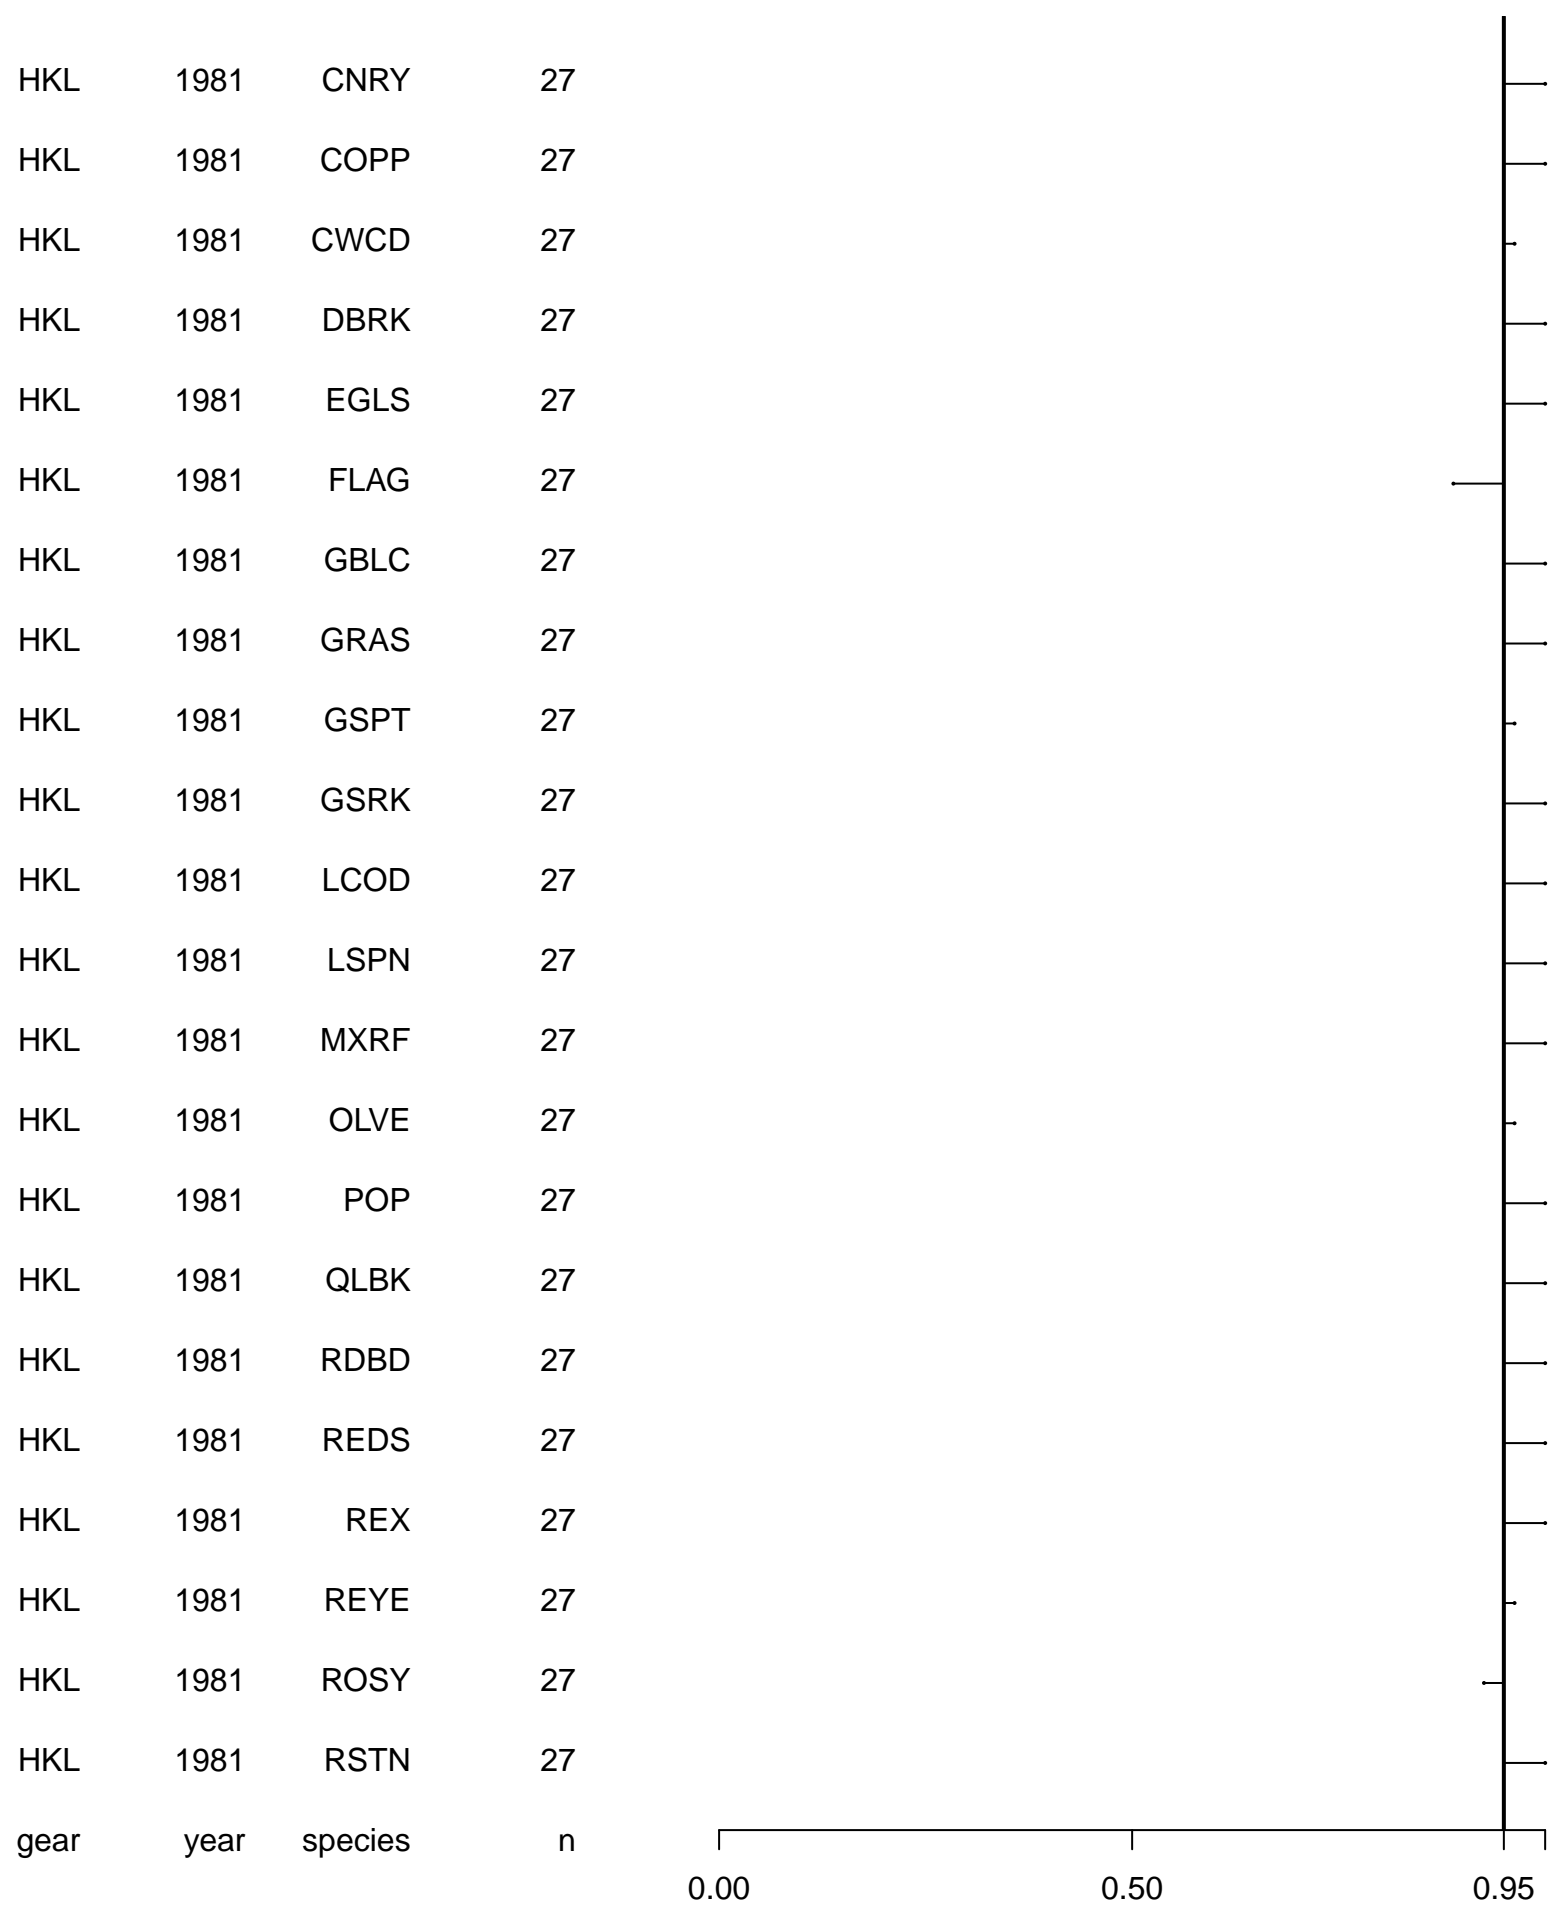 HKL 1981 CNRY 27
HKL 1981 COPP 27
HKL 1981 CWCD 27
HKL 1981 DBRK 27
HKL 1981 EGLS 27
HKL 1981 FLAG 27
HKL 1981 GBLC 27
HKL 1981 GRAS 27
HKL 1981 GSPT 27
HKL 1981 GSRK 27
HKL 1981 LCOD 27
HKL 1981 LSPN 27
HKL 1981 MXRF 27
HKL 1981 OLVE 27
HKL 1981 POP 27
HKL 1981 QLBK 27
HKL 1981 RDBD 27
HKL 1981 REDS 27
HKL 1981 REX 27
HKL 1981 REYE 27
HKL 1981 ROSY 27
HKL 1981 RSTN 27
gear year species n
0.00 0.50 0.95